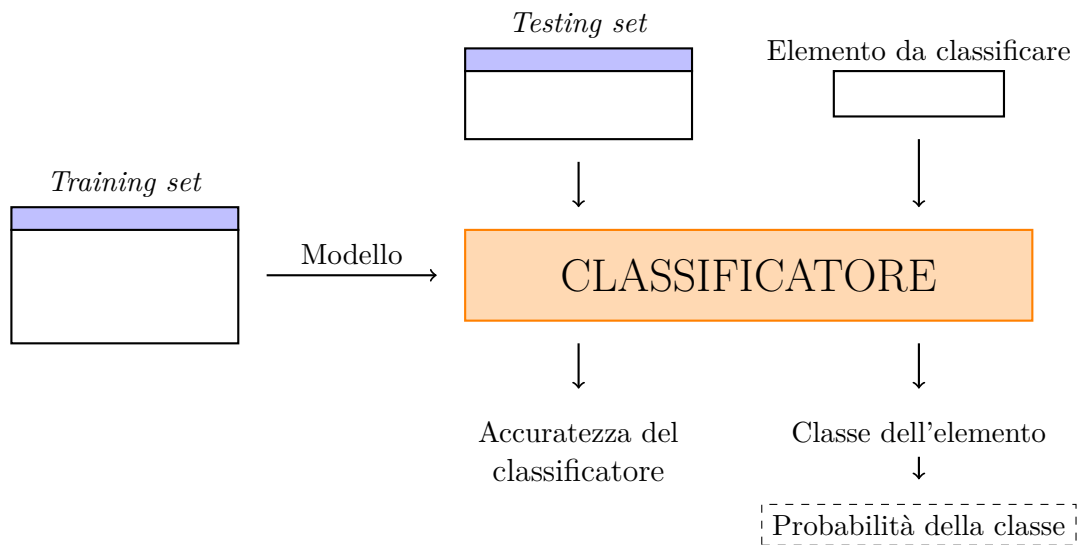 Testing set
Elemento da classificare
Training set
Modello
CLASSIFICATORE
Accuratezza del
classificatore
Classe dell'elemento
Probabilità della classe